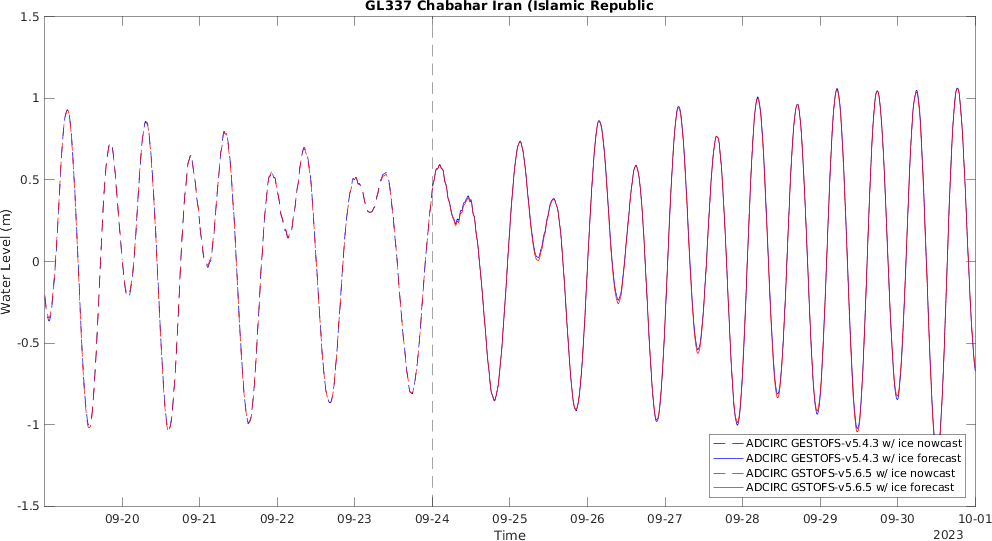 GL337 Chabahar Iran (Islamic Republic
1.5
1
0.5
0
-0.5
-1
-1.5
Water Level (m)
09-20 09-21 09-22 09-23 09-24 09-25 09-26 09-27 09-28 09-29 09-30 10-01
Time
2023
ADCIRC GESTOFS-v5.4.3 w/ ice nowcast
ADCIRC GESTOFS-v5.4.3 w/ ice forecast
ADCIRC GSTOFS-v5.6.5 w/ ice nowcast
ADCIRC GSTOFS-v5.6.5 w/ ice forecast